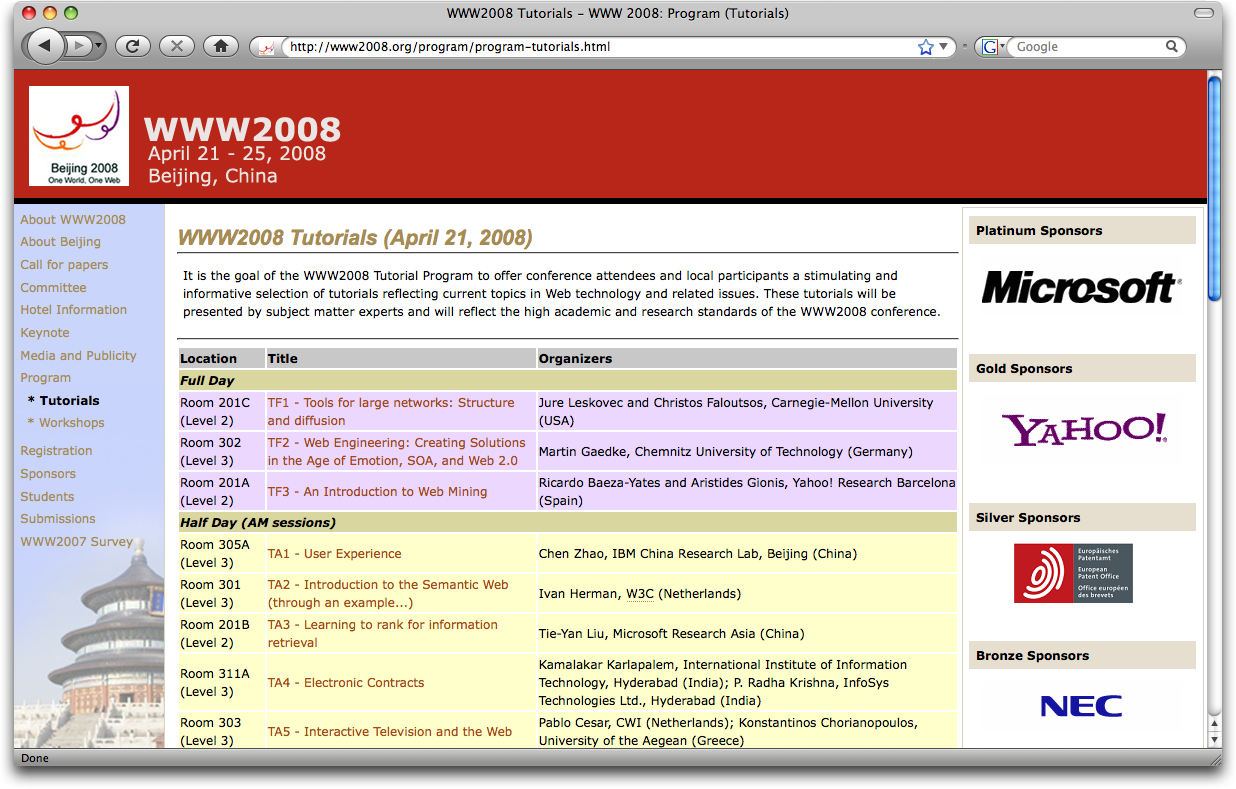 WWW2008 Tutorials – WWW 2008: Program (Tutorials)
http://www2008.org/program/program-tutorials.html
G Google
Beijing 2008
One World, One Web
WWW2008
April 21 - 25, 2008
Beijing, China
About WWW2008
About Beijing
Call for papers
Committee
Hotel Information
Keynote
Media and Publicity
Program
* Tutorials
* Workshops
Registration
Sponsors
Students
Submissions
WWW2007 Survey
WWW2008 Tutorials (April 21, 2008)
It is the goal of the WWW2008 Tutorial Program to offer conference attendees and local participants a stimulating and
informative selection of tutorials reflecting current topics in Web technology and related issues. These tutorials will be
presented by subject matter experts and will reflect the high academic and research standards of the WWW2008 conference.
Location Title Organizers
Full Day
Room 201C
(Level 2)
TF1 - Tools for large networks: Structure
and diffusion
Jure Leskovec and Christos Faloutsos, Carnegie-Mellon University
(USA)
Room 302
(Level 3)
TF2 - Web Engineering: Creating Solutions
in the Age of Emotion, SOA, and Web 2.0
Martin Gaedke, Chemnitz University of Technology (Germany)
Room 201A
(Level 2)
TF3 - An Introduction to Web Mining
Ricardo Baeza-Yates and Aristides Gionis, Yahoo! Research Barcelona
(Spain)
Half Day (AM sessions)
Room 305A
(Level 3)
TA1 - User Experience
Chen Zhao, IBM China Research Lab, Beijing (China)
Room 301
(Level 3)
TA2 - Introduction to the Semantic Web
(through an example...)
Ivan Herman, W3C (Netherlands)
Room 201B
(Level 2)
TA3 - Learning to rank for information
retrieval
Tie-Yan Liu, Microsoft Research Asia (China)
Room 311A
(Level 3)
TA4 - Electronic Contracts
Kamalakar Karlapalem, International Institute of Information
Technology, Hyderabad (India); P. Radha Krishna, InfoSys
Technologies Ltd., Hyderabad (India)
Room 303
(Level 3)
TA5 - Interactive Television and the Web
Pablo Cesar, CWI (Netherlands); Konstantinos Chorianopoulos,
University of the Aegean (Greece)
Platinum Sponsors
Microsoft
Gold Sponsors
YAHOO!
Silver Sponsors
Europäisches
Patentamt
European
Patent Office
Office européen
des brevets
Bronze Sponsors
NEC
Done